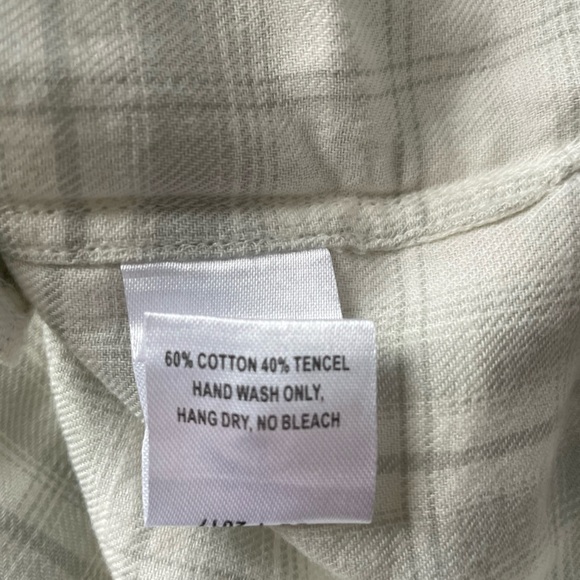 60% COTTON 40% TENCEL
HAND WASH ONLY,
HANG DRY, NO BLEACH